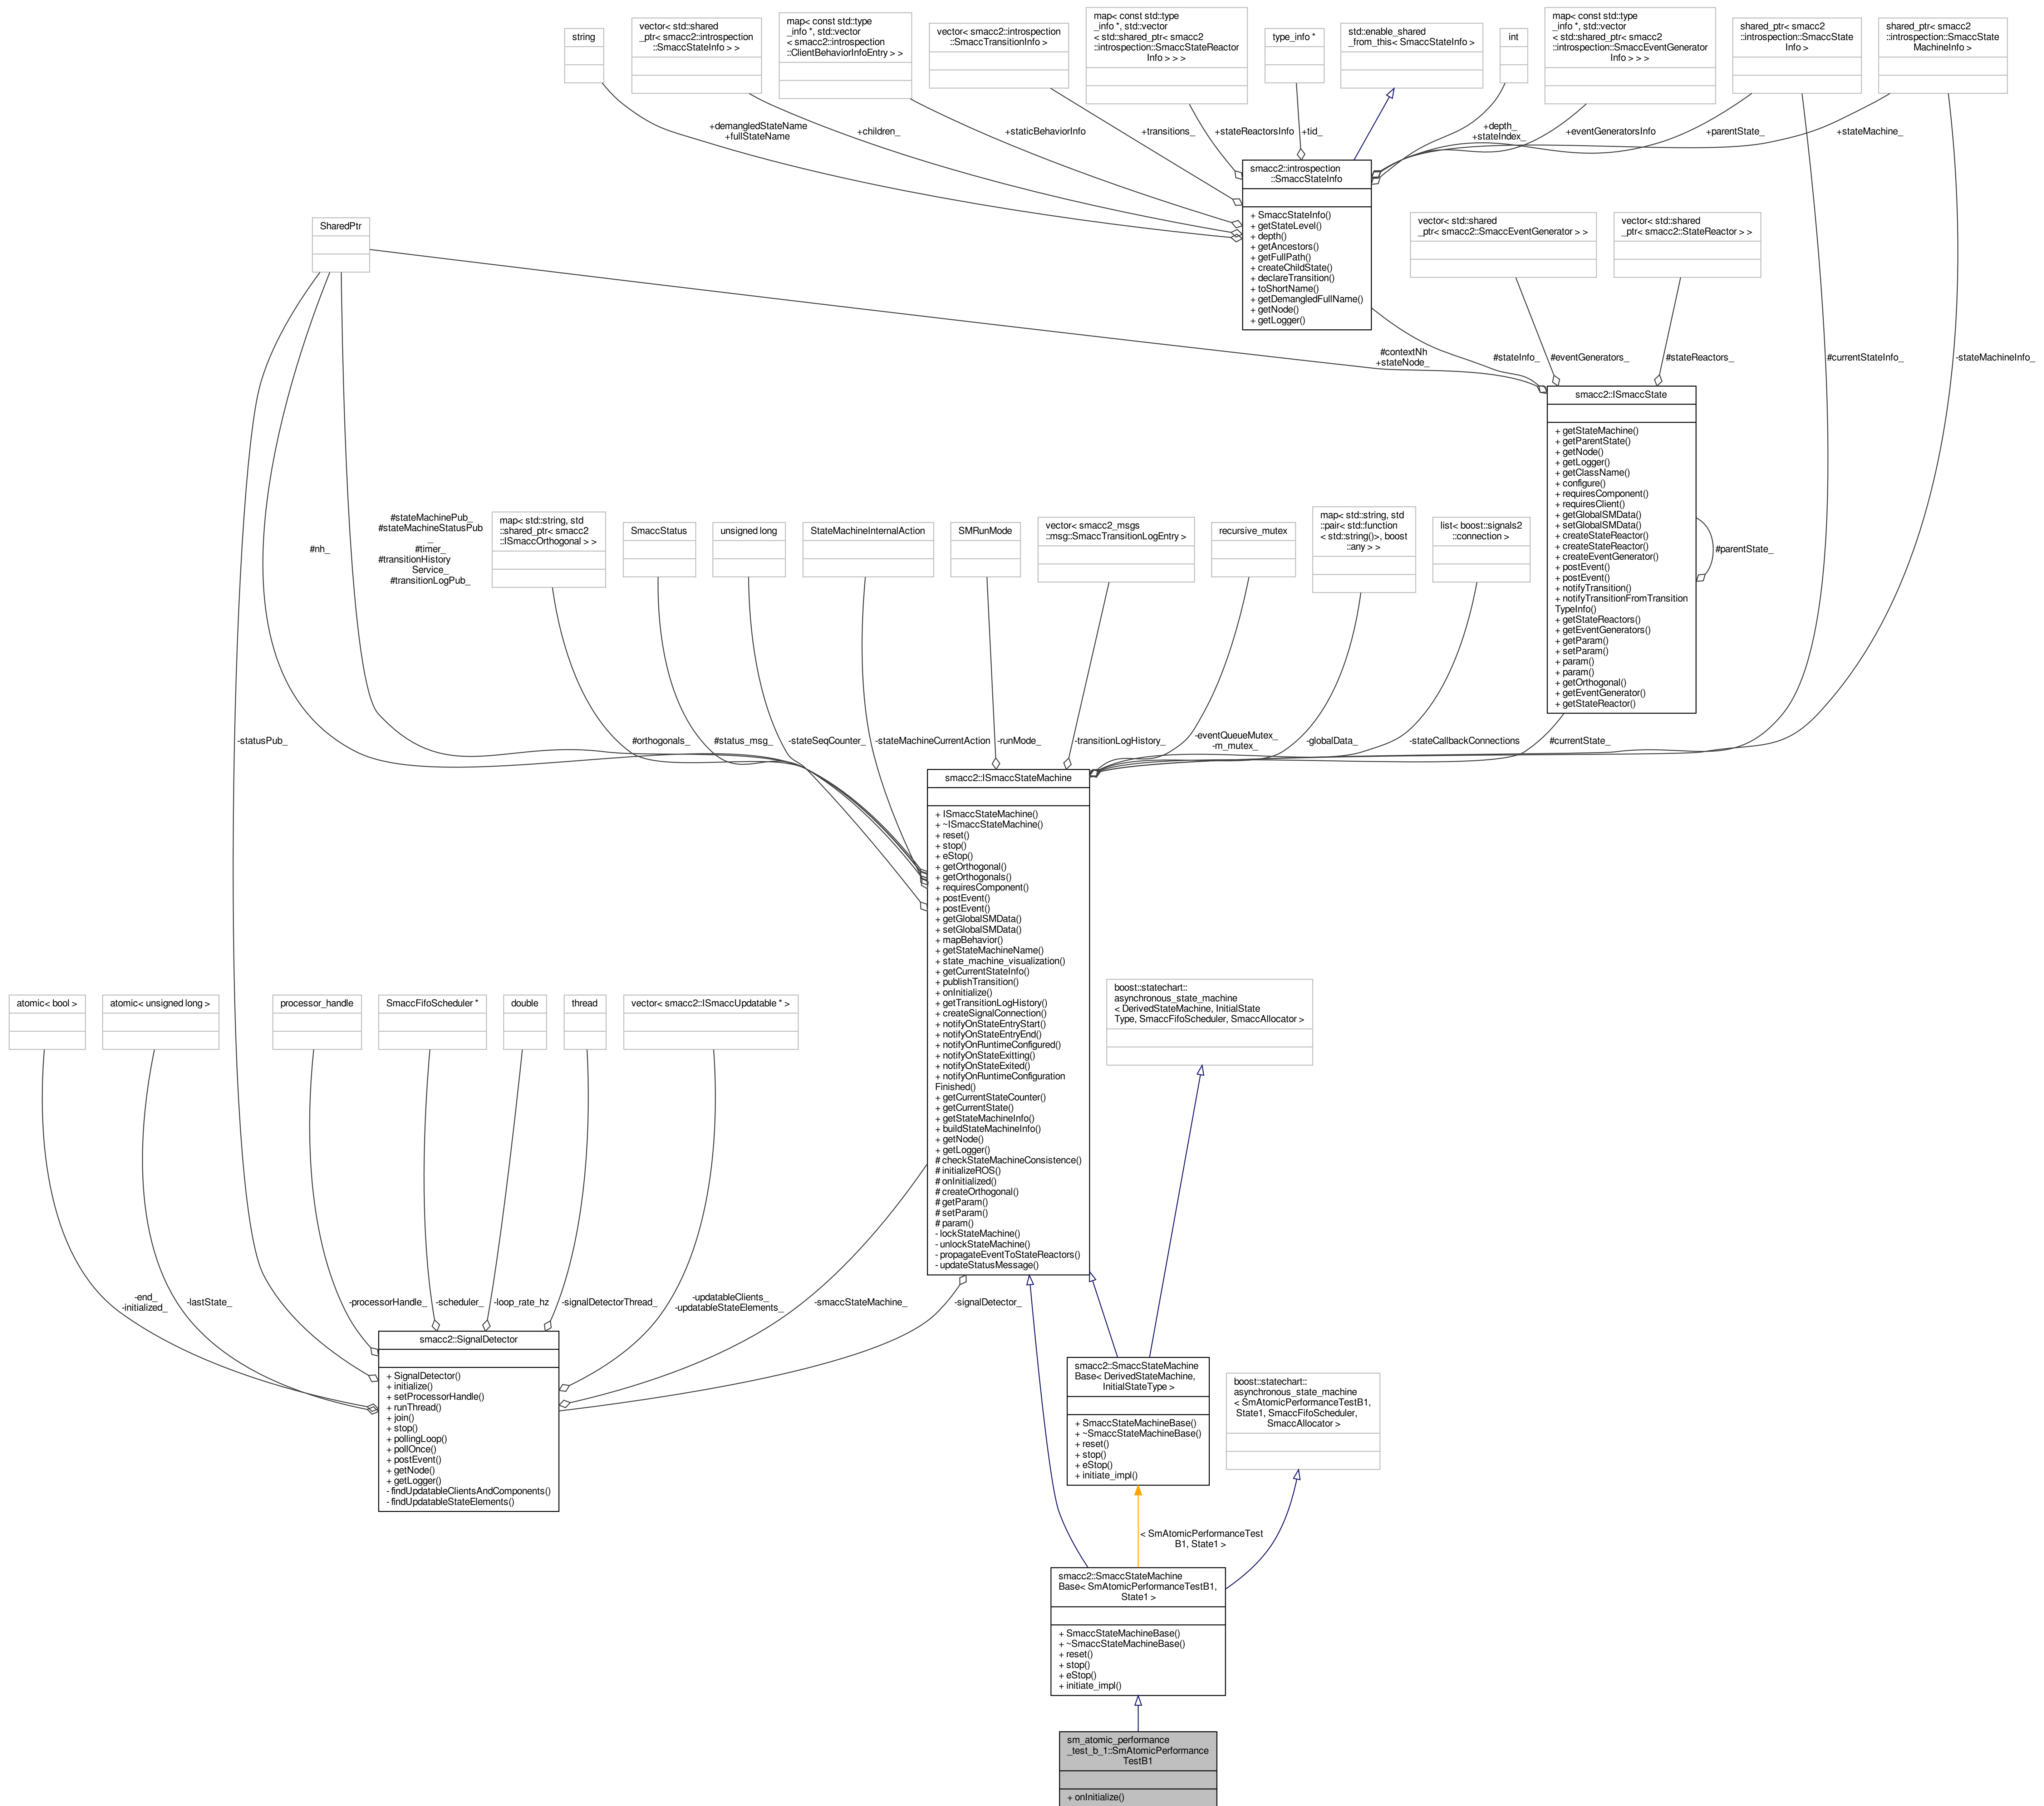 string
vector< std::shared
_ptr< smacc2::introspection
::SmaccStateInfo > >
map< const std::type
_info *, std::vector
< smacc2::introspection
::ClientBehaviorInfoEntry > >
vector< smacc2::introspection
::SmaccTransitionInfo >
map< const std::type
_info *, std::vector
< std::shared_ptr< smacc2
::introspection::SmaccStateReactor
Info > > >
type_info *
std::enable_shared
_from_this< SmaccStateInfo >
int
map< const std::type
_info *, std::vector
< std::shared_ptr< smacc2
::introspection::SmaccEventGenerator
Info > > >
shared_ptr< smacc2
::introspection::SmaccState
Info >
shared_ptr< smacc2
::introspection::SmaccState
MachineInfo >
+demangledStateName
+fullStateName
+children_
+staticBehaviorInfo
+transitions_
+stateReactorsInfo
+tid_
+depth_
+stateIndex_
+eventGeneratorsInfo
+parentState_
+stateMachine_
smacc2::introspection
::SmaccStateInfo
+ SmaccStateInfo()
+ getStateLevel()
+ depth()
+ getAncestors()
+ getFullPath()
+ createChildState()
+ declareTransition()
+ toShortName()
+ getDemangledFullName()
+ getNode()
+ getLogger()
SharedPtr
vector< std::shared
_ptr< smacc2::SmaccEventGenerator > >
vector< std::shared
_ptr< smacc2::StateReactor > >
#contextNh
+stateNode_
#stateInfo_
#eventGenerators_
#stateReactors_
#currentStateInfo_
-stateMachineInfo_
smacc2::ISmaccState
+ getStateMachine()
+ getParentState()
+ getNode()
+ getLogger()
+ getClassName()
+ configure()
+ requiresComponent()
+ requiresClient()
+ getGlobalSMData()
+ setGlobalSMData()
+ createStateReactor()
+ createStateReactor()
+ createEventGenerator()
+ postEvent()
+ postEvent()
+ notifyTransition()
+ notifyTransitionFromTransition
TypeInfo()
+ getStateReactors()
+ getEventGenerators()
+ getParam()
+ setParam()
+ param()
+ param()
+ getOrthogonal()
+ getEventGenerator()
+ getStateReactor()
#parentState_
#nh_
#stateMachinePub_
#stateMachineStatusPub
_
#timer_
#transitionHistory
Service_
#transitionLogPub_
map< std::string, std
::shared_ptr< smacc2
::ISmaccOrthogonal > >
SmaccStatus
unsigned long
StateMachineInternalAction
SMRunMode
vector< smacc2_msgs
::msg::SmaccTransitionLogEntry >
recursive_mutex
map< std::string, std
::pair< std::function
< std::string()>, boost
::any > >
list< boost::signals2
::connection >
-statusPub_
#orthogonals_
#status_msg_
-stateSeqCounter_
-stateMachineCurrentAction
-runMode_
-transitionLogHistory_
-eventQueueMutex_
-m_mutex_
-globalData_
-stateCallbackConnections
#currentState_
smacc2::ISmaccStateMachine
+ ISmaccStateMachine()
+ ~ISmaccStateMachine()
+ reset()
+ stop()
+ eStop()
+ getOrthogonal()
+ getOrthogonals()
+ requiresComponent()
+ postEvent()
+ postEvent()
+ getGlobalSMData()
+ setGlobalSMData()
+ mapBehavior()
+ getStateMachineName()
+ state_machine_visualization()
+ getCurrentStateInfo()
+ publishTransition()
+ onInitialize()
+ getTransitionLogHistory()
+ createSignalConnection()
+ notifyOnStateEntryStart()
+ notifyOnStateEntryEnd()
+ notifyOnRuntimeConfigured()
+ notifyOnStateExitting()
+ notifyOnStateExited()
+ notifyOnRuntimeConfiguration
Finished()
+ getCurrentStateCounter()
+ getCurrentState()
+ getStateMachineInfo()
+ buildStateMachineInfo()
+ getNode()
+ getLogger()
# checkStateMachineConsistence()
# initializeROS()
# onInitialized()
# createOrthogonal()
# getParam()
# setParam()
# param()
- lockStateMachine()
- unlockStateMachine()
- propagateEventToStateReactors()
- updateStatusMessage()
atomic< bool >
atomic< unsigned long >
processor_handle
SmaccFifoScheduler *
double
thread
vector< smacc2::ISmaccUpdatable * >
boost::statechart::
asynchronous_state_machine
< DerivedStateMachine, InitialState
Type, SmaccFifoScheduler, SmaccAllocator >
-end_
-initialized_
-lastState_
-processorHandle_
-scheduler_
-loop_rate_hz
-signalDetectorThread_
-updatableClients_
-updatableStateElements_
-smaccStateMachine_
-signalDetector_
smacc2::SignalDetector
+ SignalDetector()
+ initialize()
+ setProcessorHandle()
+ runThread()
+ join()
+ stop()
+ pollingLoop()
+ pollOnce()
+ postEvent()
+ getNode()
+ getLogger()
- findUpdatableClientsAndComponents()
- findUpdatableStateElements()
smacc2::SmaccStateMachine
Base< DerivedStateMachine,
InitialStateType >
+ SmaccStateMachineBase()
+ ~SmaccStateMachineBase()
+ reset()
+ stop()
+ eStop()
+ initiate_impl()
boost::statechart::
asynchronous_state_machine
< SmAtomicPerformanceTestB1,
State1, SmaccFifoScheduler,
SmaccAllocator >
< SmAtomicPerformanceTest
B1, State1 >
smacc2::SmaccStateMachine
Base< SmAtomicPerformanceTestB1,
State1 >
+ SmaccStateMachineBase()
+ ~SmaccStateMachineBase()
+ reset()
+ stop()
+ eStop()
+ initiate_impl()
sm_atomic_performance
_test_b_1::SmAtomicPerformance
TestB1
+ onInitialize()